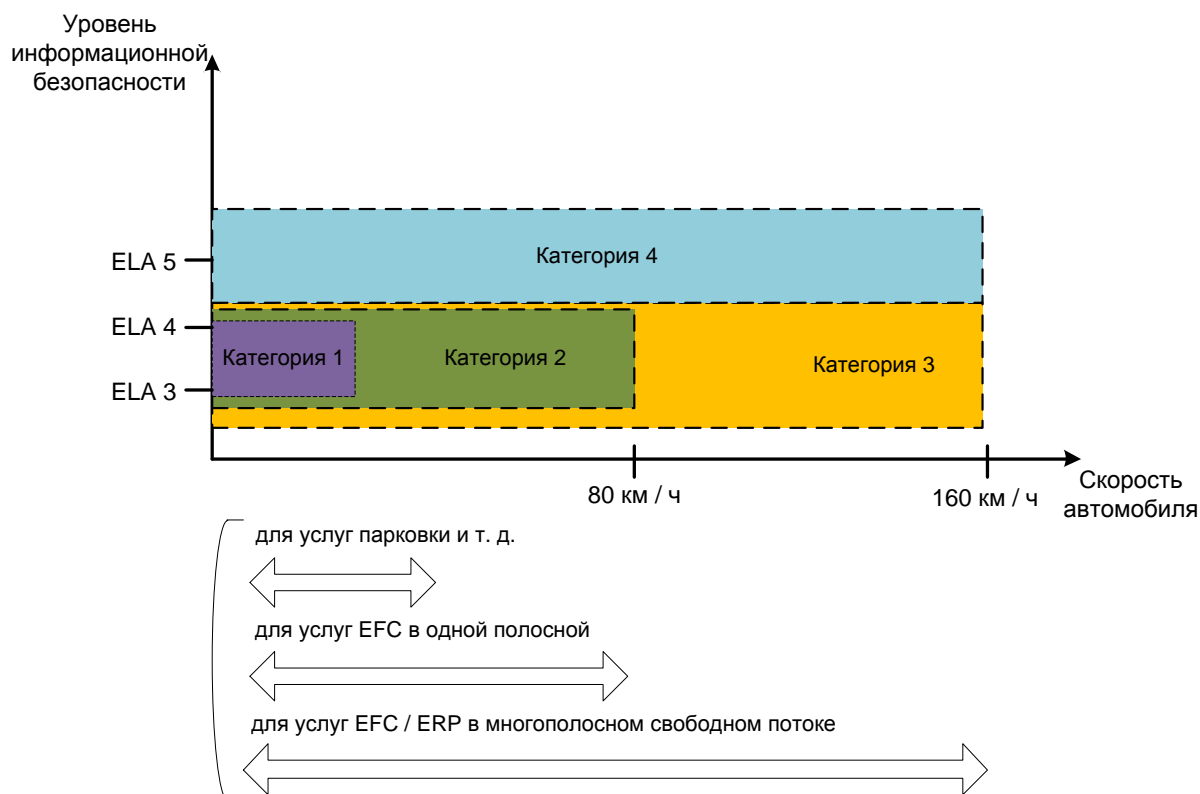 Уровень
информационной
безопасности
ELA 5
Категория 4
ELA 4
Категория 1
Категория 2
Категория 3
ELA 3
80 км / ч
160 км / ч
Скорость
автомобиля
для услуг парковки и т. д.
для услуг EFC в одной полосной
для услуг EFC / ERP в многополосном свободном потоке